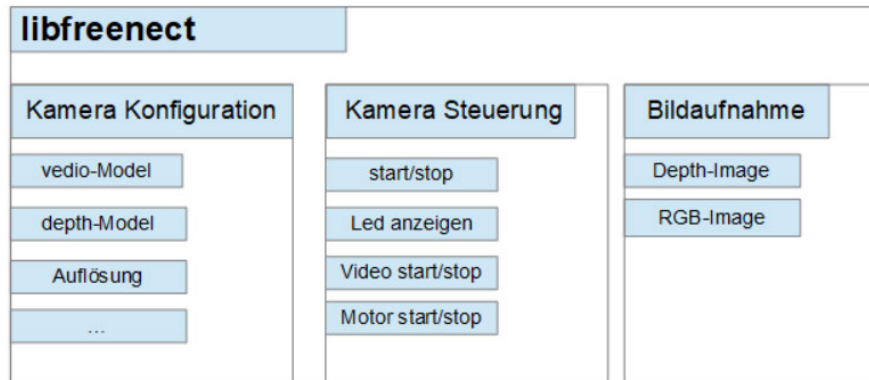 libfreenect
Kamera Konfiguration
vedio-Model
depth-Model
Auflösung
...
Kamera Steuerung
start/stop
Led anzeigen
Video start/stop
Motor start/stop
Bildaufnahme
Depth-Image
RGB-Image